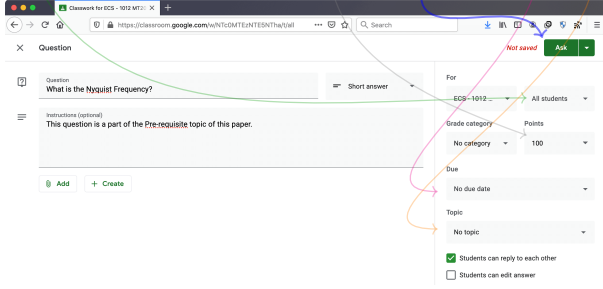 Classwork for ECS - 1012 MT20
https://classroom.google.com/w/NTc0MTEzNTE5NTha/t/all
Search
Question
Not saved
Ask
Question
What is the Nyquist Frequency?
Short answer
Instructions (optional)
This question is a part of the Pre-requisite topic of this paper.
Add
Create
For
ECS - 1012 ...
All students
Grade category
Points
No category
100
Due
No due date
Topic
No topic
Students can reply to each other
Students can edit answer